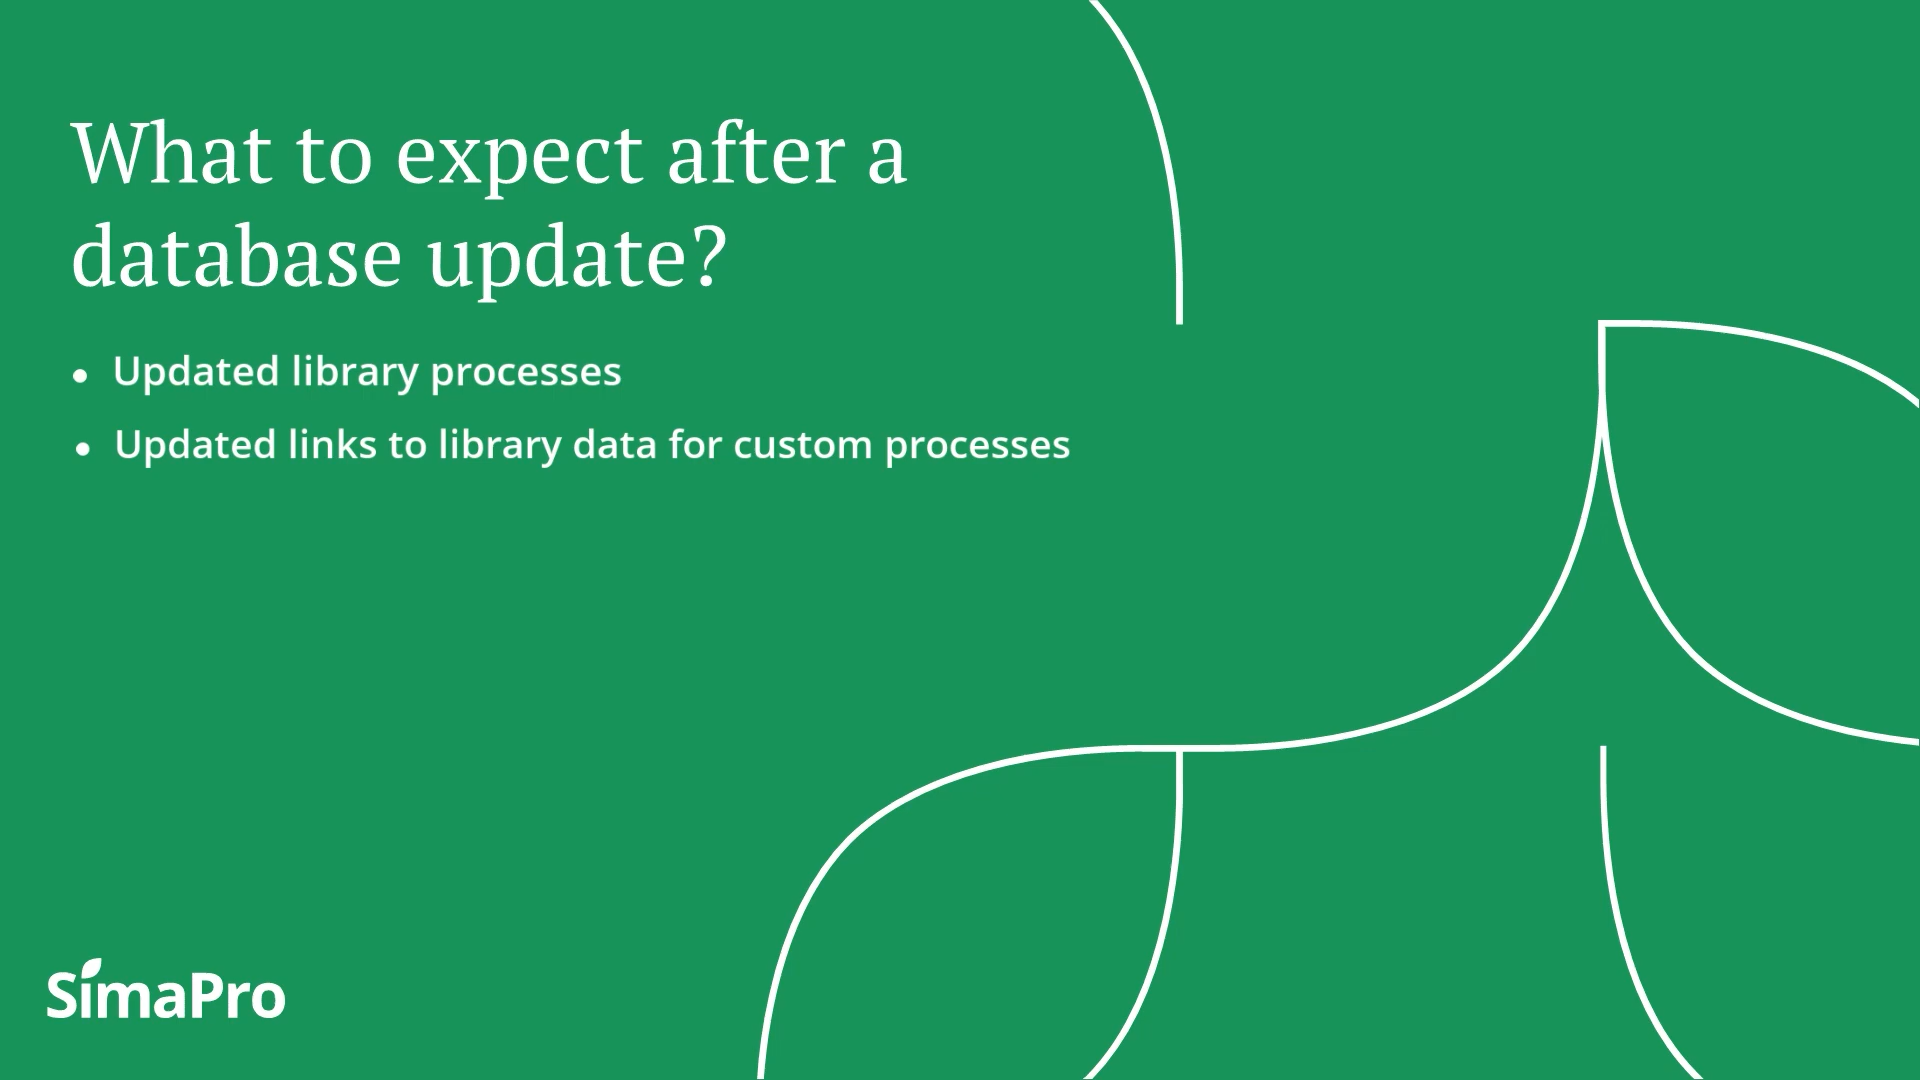 What to expect after a
database update?
• Updated library processes
• Updated links to library data for custom processes
SimaPro